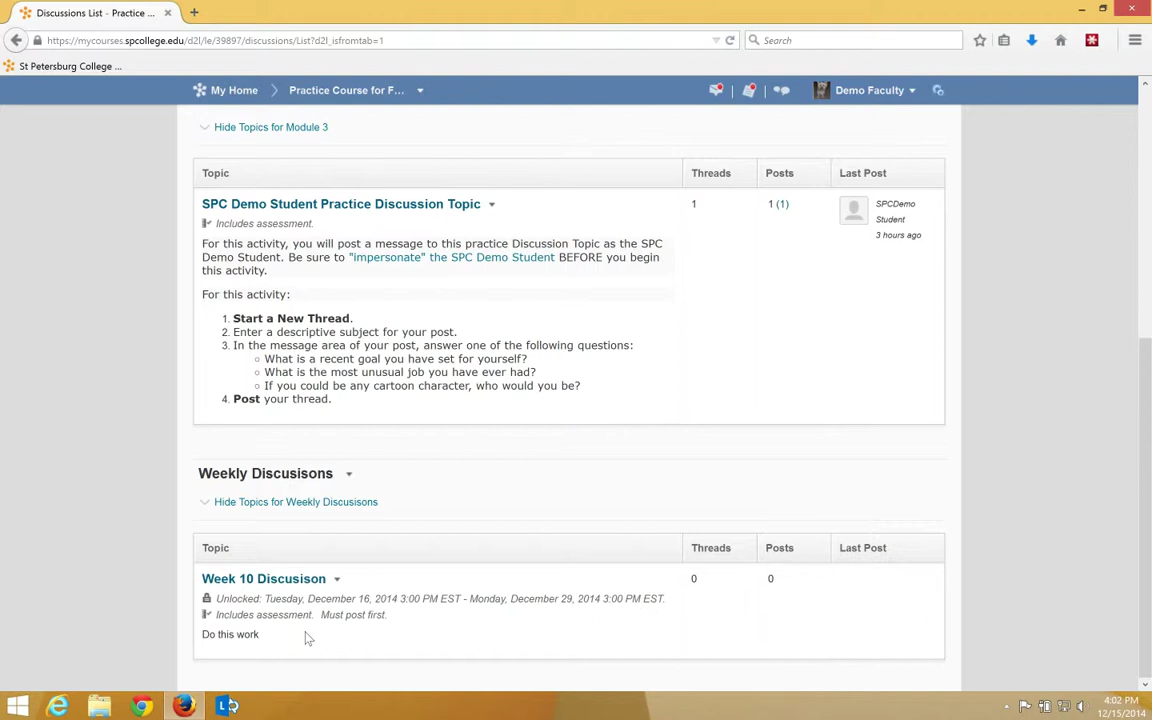 Discussions List - Practice ...
https://mycourses.spcollege.edu/d2l/le/39897/discussions/List?d2l_isfromtab=1
Search
St Petersburg College ...
My Home
Practice Course for F...
Demo Faculty
Hide Topics for Module 3
Topic Threads Posts Last Post
SPC Demo Student Practice Discussion Topic 1 1 (1) SPCDemo
Student
3 hours ago
Includes assessment.
For this activity, you will post a message to this practice Discussion Topic as the SPC
Demo Student. Be sure to "impersonate" the SPC Demo Student BEFORE you begin
this activity.
For this activity:
1. Start a New Thread.
2. Enter a descriptive subject for your post.
3. In the message area of your post, answer one of the following questions:
What is a recent goal you have set for yourself?
What is the most unusual job you have ever had?
If you could be any cartoon character, who would you be?
4. Post your thread.
Weekly Discusisons
Hide Topics for Weekly Discusisons
Topic Threads Posts Last Post
Week 10 Discusison 0 0
Unlocked: Tuesday, December 16, 2014 3:00 PM EST - Monday, December 29, 2014 3:00 PM EST.
Includes assessment. Must post first.
Do this work
4:02 PM
12/15/2014